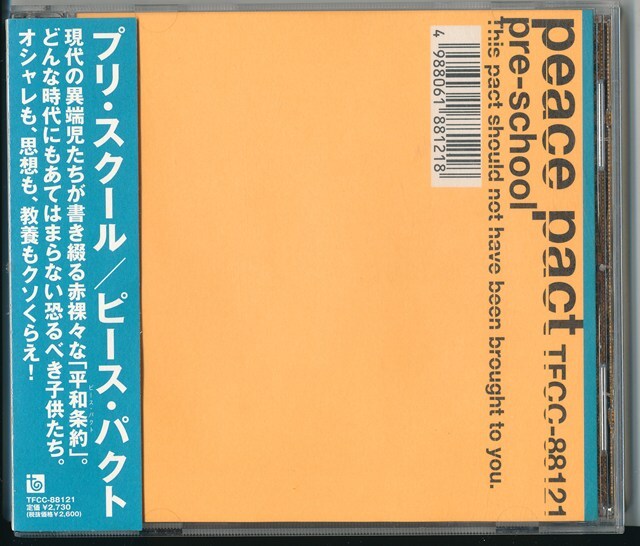 プリ・スクール／ピース・パクト
現代の異端児たちが書き綴る赤裸々な「平和条約」。
ピース・パクト
どんな時代にもあてはまらない恐るべき子供たち。
オシャレも、思想も、教養もクソくらえ！
TFCC-88121
定価 ¥2,730
(税抜価格¥2,600)
peace pact TFCC-88121
pre-school
This pact should not have been brought to you.
4 988061 881218